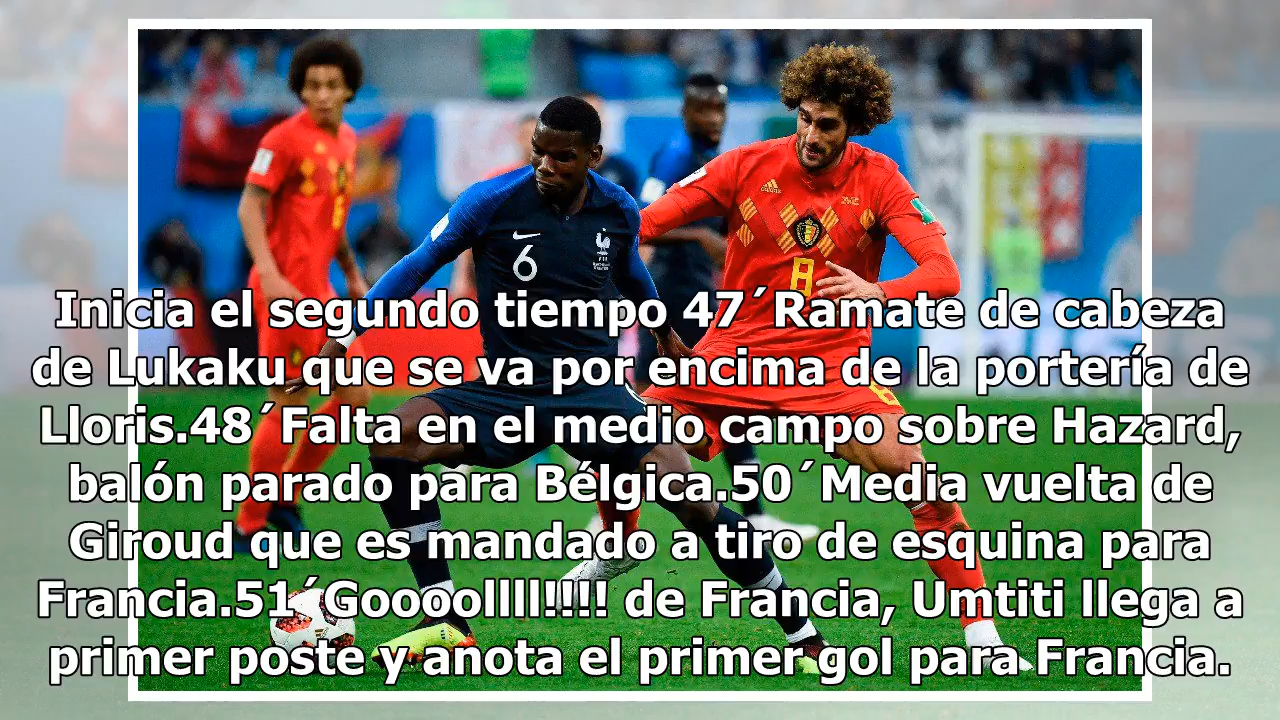 Inicia el segundo tiempo 47´Ramate de cabeza
de Lukaku que se va por encima de la portería de
Lloris.48´Falta en el medio campo sobre Hazard,
balón parado para Bélgica.50´Media vuelta de
Giroud que es mandado a tiro de esquina para
Francia.51´Goooollll!!!! de Francia, Umtiti llega a
primer poste y anota el primer gol para Francia.
6
adidas
8